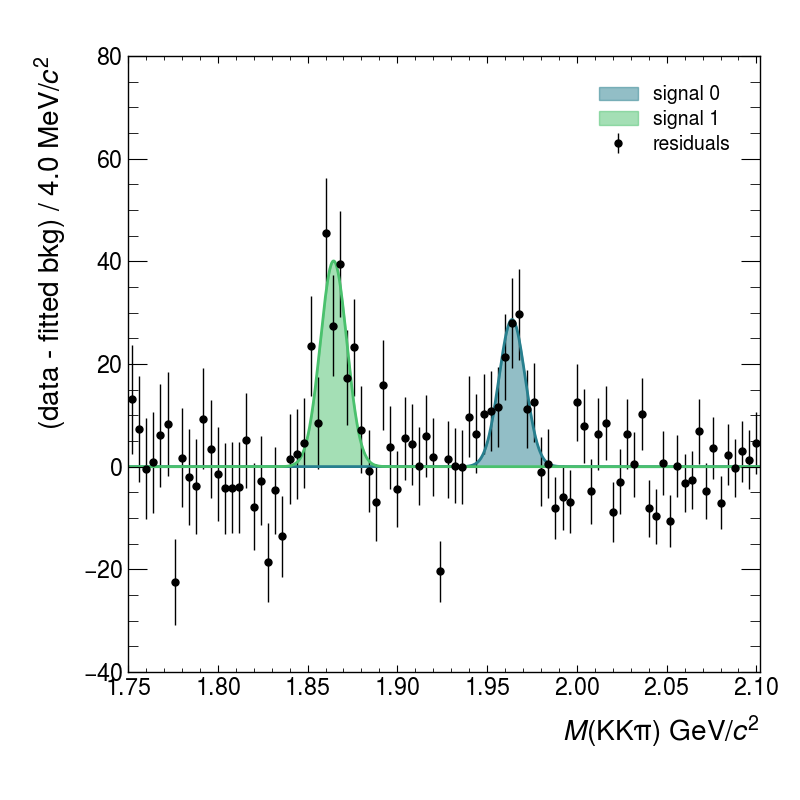 80
60
40
20
0
−20
−40
1.75 1.80 1.85 1.90 1.95 2.00 2.05 2.10
(data - fitted bkg) / 4.0 MeV/c²
M(KKπ) GeV/c²
signal 0
signal 1
residuals